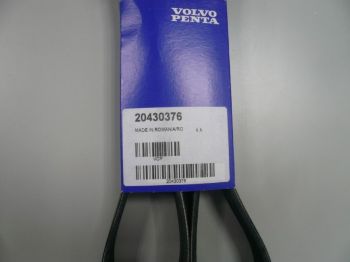 VOLVO
PENTA
20430376
MADE IN ROMANIA/RO
20430376